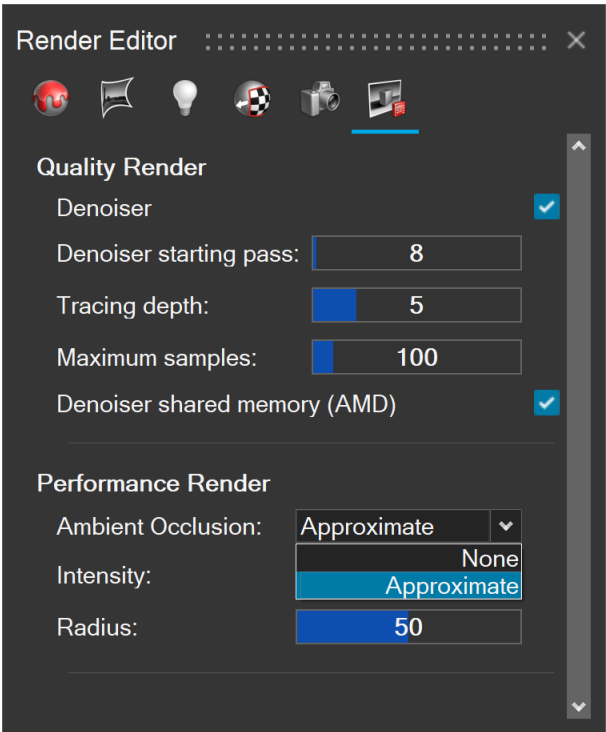 Render Editor
Quality Render
Denoiser
Denoiser starting pass: 8
Tracing depth: 5
Maximum samples: 100
Denoiser shared memory (AMD)
Performance Render
Ambient Occlusion: Approximate
None
Intensity:
Approximate
Radius: 50